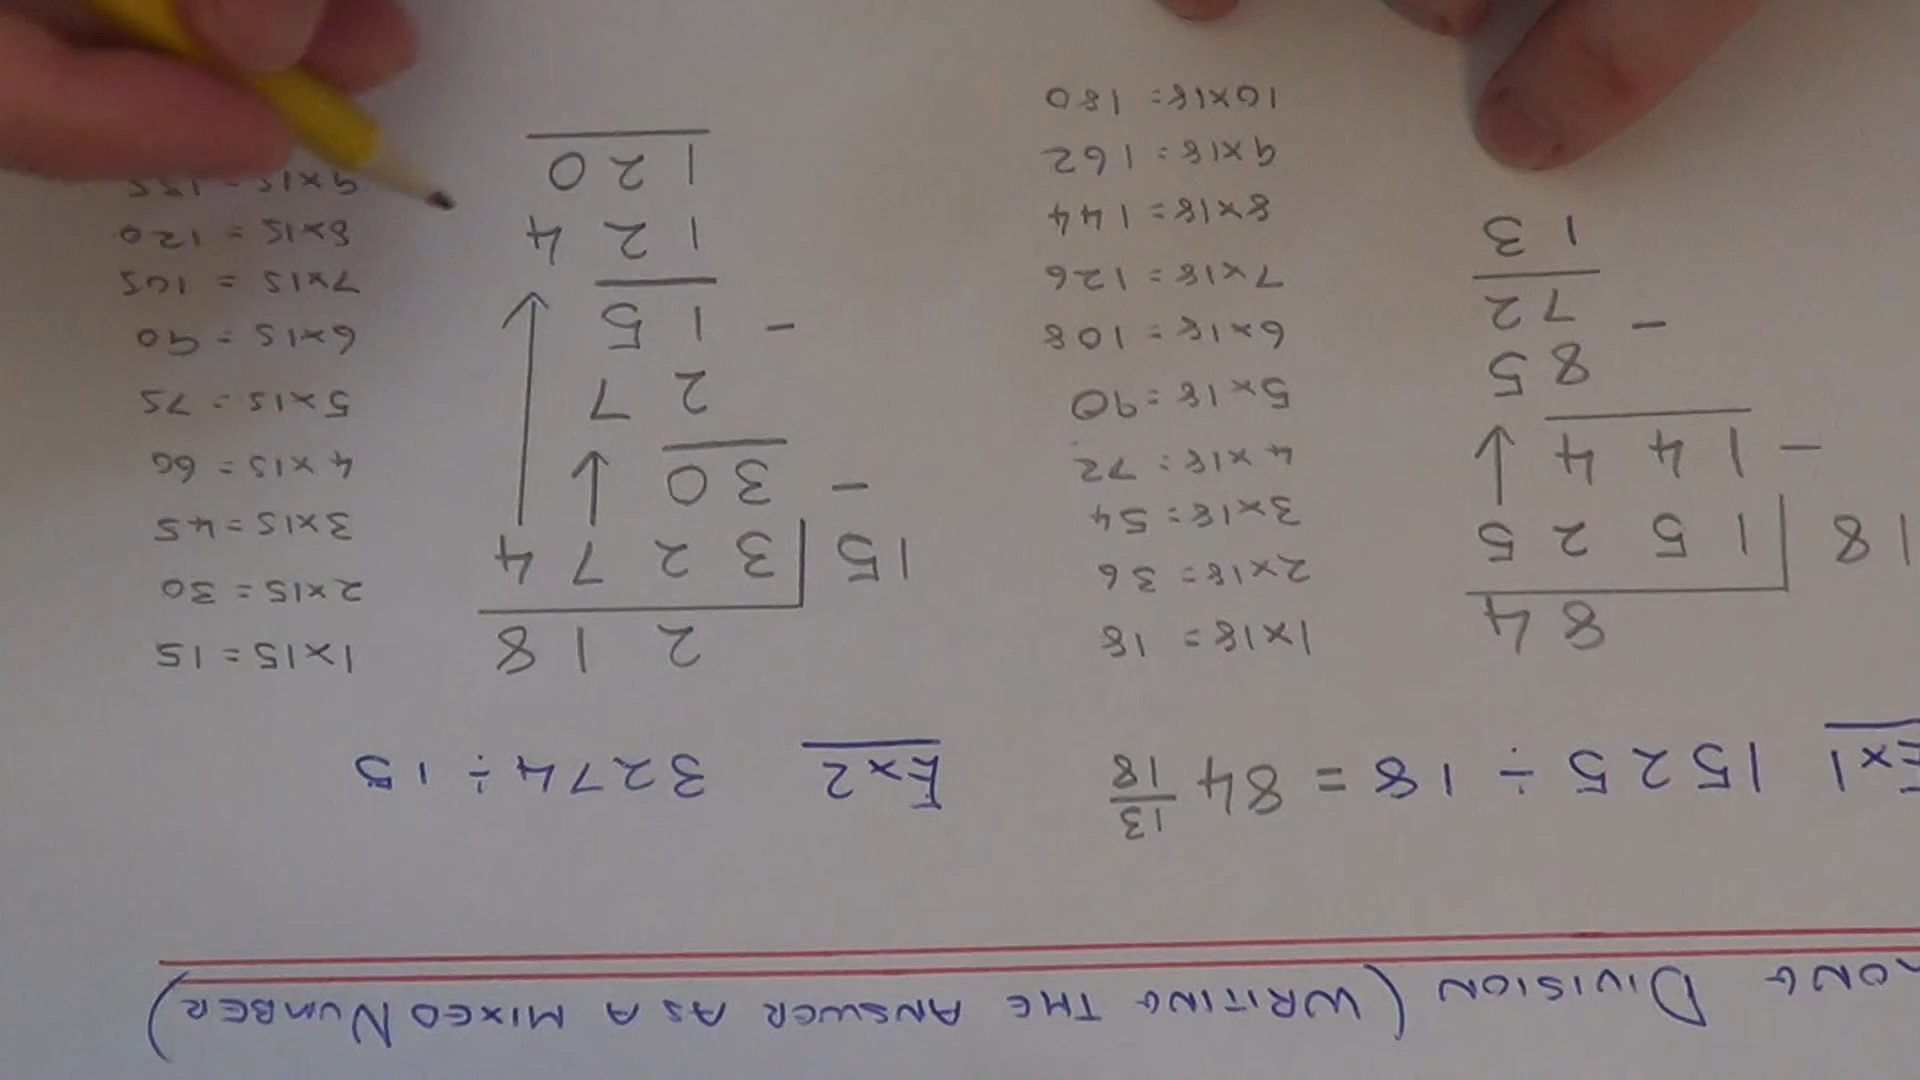 LONG DIVISION (WRITING THE ANSWER AS A MIXED NUMBER)
Ex1 1525 ÷ 18 = 84 13/18
84
18 1525
- 144
85
- 72
13
1x18 = 18
2x18 = 36
3x18 = 54
4x18 = 72
5x18 = 90
6x18 = 108
7x18 = 126
8x18 = 144
9x18 = 162
10x18 = 180
Ex2 3274 ÷ 15
218
15 3274
- 30
27
- 15
124
120
1x15 = 15
2x15 = 30
3x15 = 45
4x15 = 60
5x15 = 75
6x15 = 90
7x15 = 105
8x15 = 120
9x15 = 135